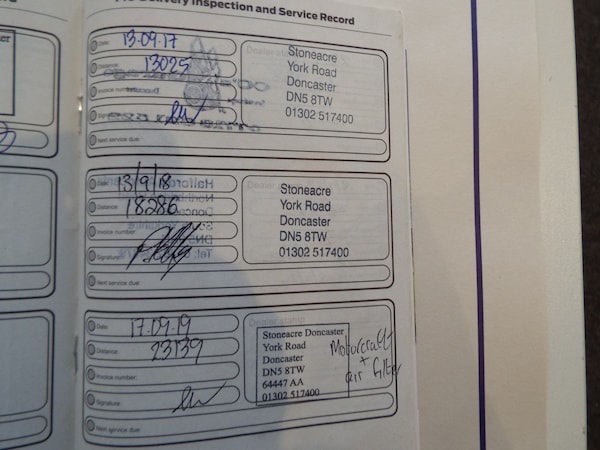 Delivery Inspection and Service Record
Date: 13.09.17
Distance: 13025
Invoice number:
Signature:
Next service due:
Stoneacre
York Road
Doncaster
DN5 8TW
01302 517400
Date: 13/9/18
Distance: 18286
Invoice number:
Signature:
Next service due:
Stoneacre
York Road
Doncaster
DN5 8TW
01302 517400
Date: 17.09.19
Distance: 23139
Invoice number:
Signature:
Next service due:
Stoneacre Doncaster
York Road
Doncaster
DN5 8TW
64447 AA
01302 517400
Motorcraft
+
air filter